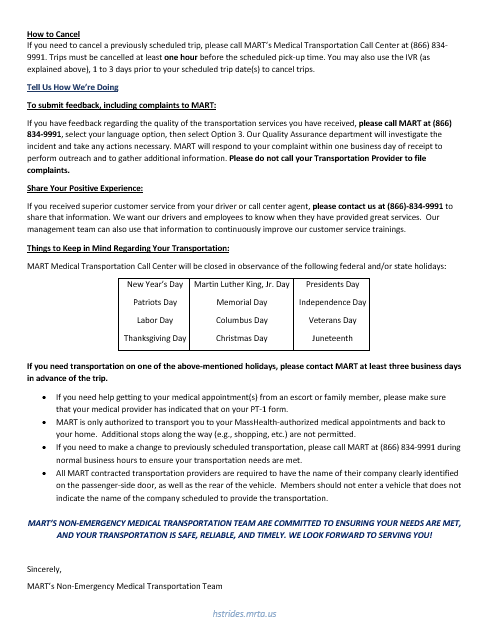 How to Cancel
If you need to cancel a previously scheduled trip, please call MART's Medical Transportation Call Center at (866) 834-
9991. Trips must be cancelled at least one hour before the scheduled pick-up time. You may also use the IVR (as
explained above), 1 to 3 days prior to your scheduled trip date(s) to cancel trips.
Tell Us How We're Doing
To submit feedback, including complaints to MART:
If you have feedback regarding the quality of the transportation services you have received, please call MART at (866)
834-9991, select your language option, then select Option 3. Our Quality Assurance department will investigate the
incident and take any actions necessary. MART will respond to your complaint within one business day of receipt to
perform outreach and to gather additional information. Please do not call your Transportation Provider to file
complaints.
Share Your Positive Experience:
If you received superior customer service from your driver or call center agent, please contact us at (866)-834-9991 to
share that information. We want our drivers and employees to know when they have provided great services. Our
management team can also use that information to continuously improve our customer service trainings.
Things to Keep in Mind Regarding Your Transportation:
MART Medical Transportation Call Center will be closed in observance of the following federal and/or state holidays:
New Year's Day Martin Luther King, Jr. Day Presidents Day
Patriots Day Memorial Day Independence Day
Labor Day Columbus Day Veterans Day
Thanksgiving Day Christmas Day Juneteenth
If you need transportation on one of the above-mentioned holidays, please contact MART at least three business days
in advance of the trip.
• If you need help getting to your medical appointment(s) from an escort or family member, please make sure
that your medical provider has indicated that on your PT-1 form.
• MART is only authorized to transport you to your MassHealth-authorized medical appointments and back to
your home. Additional stops along the way (e.g., shopping, etc.) are not permitted.
• If you need to make a change to previously scheduled transportation, please call MART at (866) 834-9991 during
normal business hours to ensure your transportation needs are met.
• All MART contracted transportation providers are required to have the name of their company clearly identified
on the passenger-side door, as well as the rear of the vehicle. Members should not enter a vehicle that does not
indicate the name of the company scheduled to provide the transportation.
MART'S NON-EMERGENCY MEDICAL TRANSPORTATION TEAM ARE COMMITTED TO ENSURING YOUR NEEDS ARE MET,
AND YOUR TRANSPORTATION IS SAFE, RELIABLE, AND TIMELY. WE LOOK FORWARD TO SERVING YOU!
Sincerely,
MART's Non-Emergency Medical Transportation Team
hstrides.mrta.us